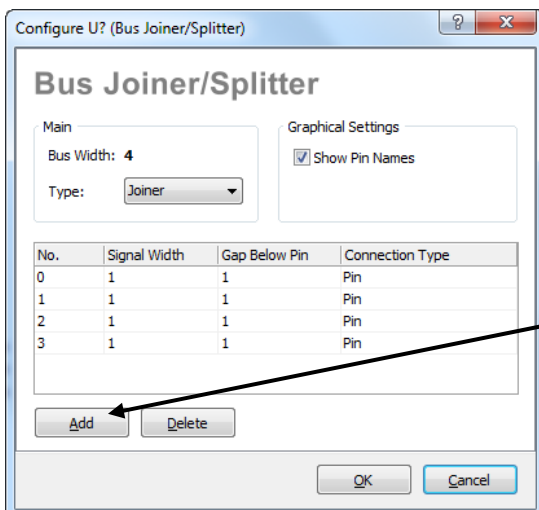 Configure U? (Bus Joiner/Splitter)
Bus Joiner/Splitter
Main
Bus Width: 4
Type: Joiner
Graphical Settings
Show Pin Names
No. Signal Width Gap Below Pin Connection Type
0 1 1 Pin
1 1 1 Pin
2 1 1 Pin
3 1 1 Pin
Add Delete
OK Cancel